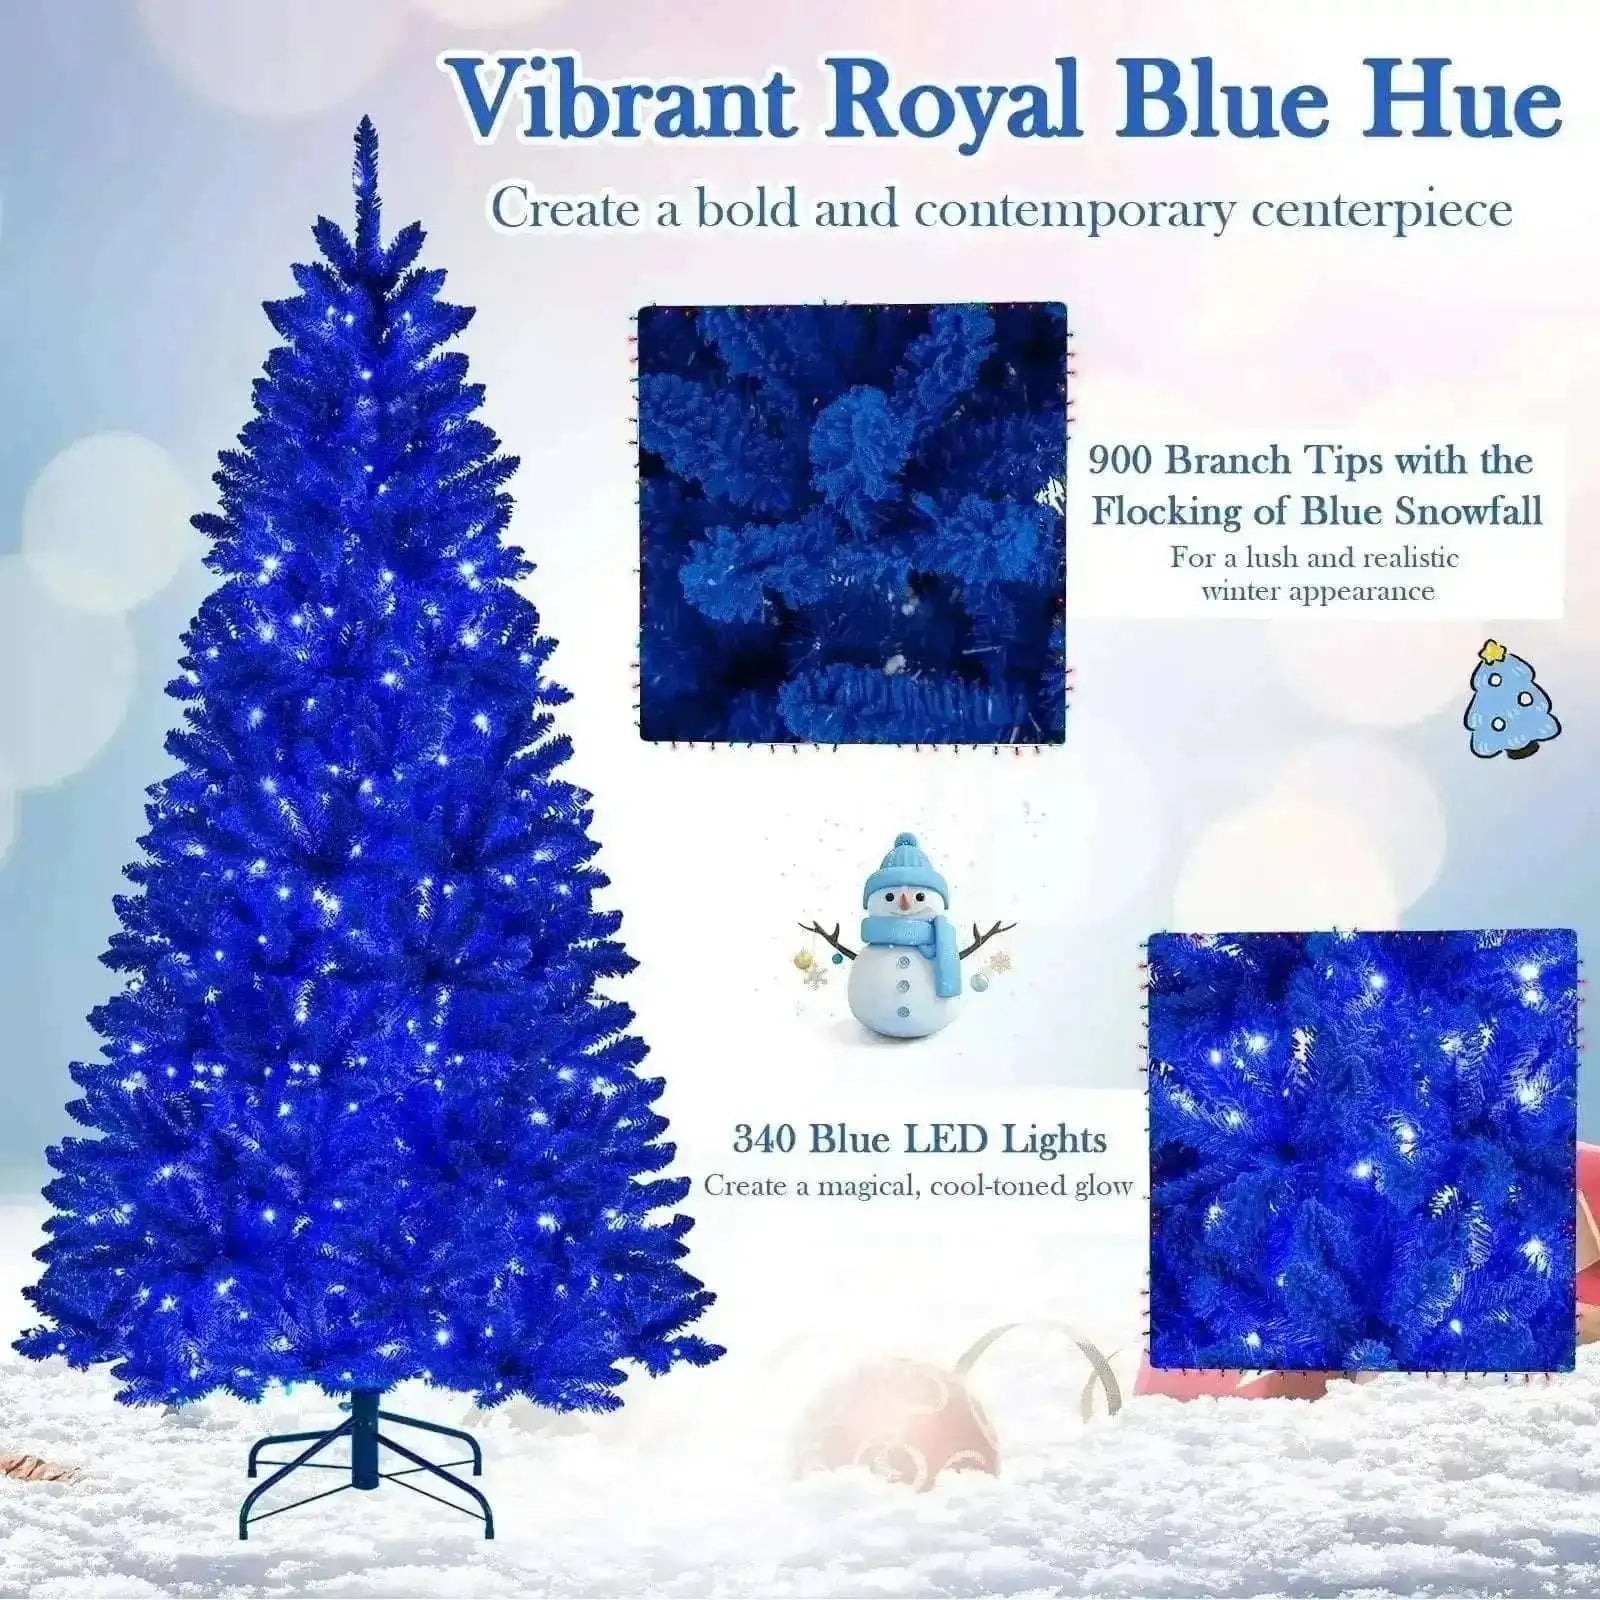 Vibrant Royal Blue Hue
Create a bold and contemporary centerpiece
900 Branch Tips with the
Flocking of Blue Snowfall
For a lush and realistic
winter appearance
340 Blue LED Lights
Create a magical, cool-toned glow